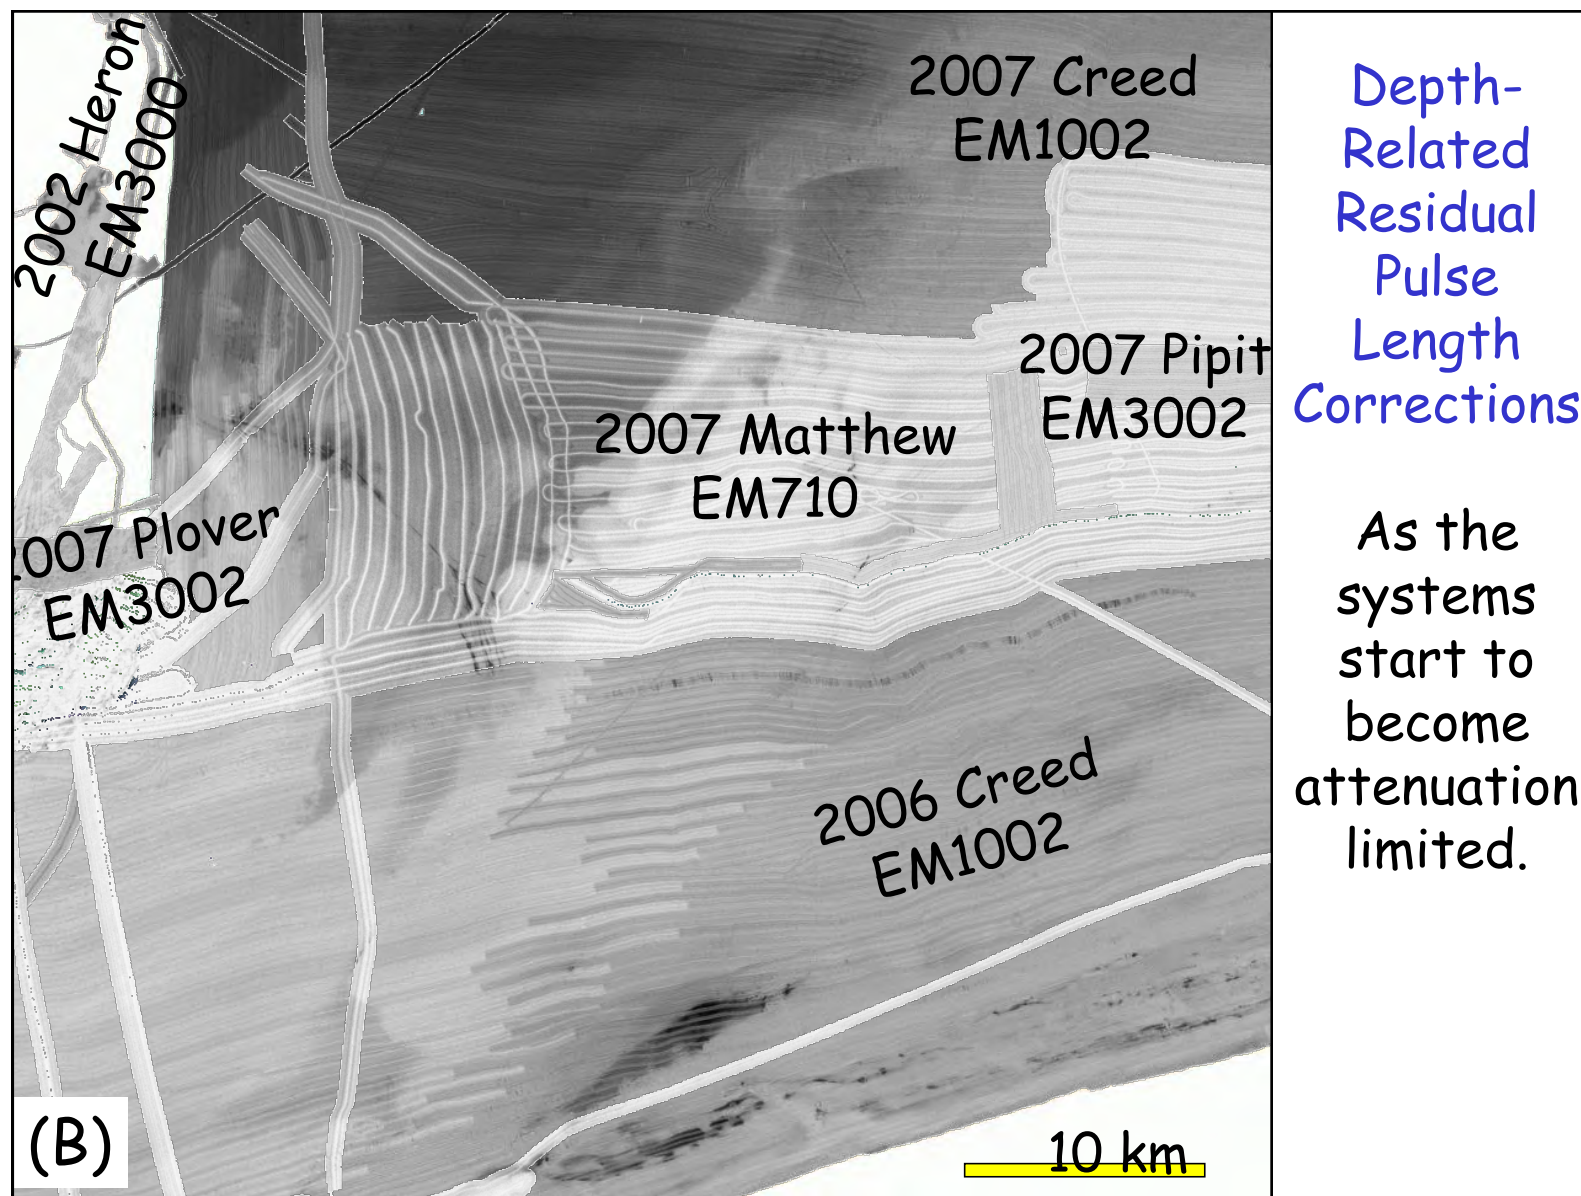 2002 Heron
EM3000
2007 Creed
EM1002
2007 Pipit
EM3002
2007 Matthew
EM710
2007 Plover
EM3002
2006 Creed
EM1002
(B)
10 km
Depth-
Related
Residual
Pulse
Length
Corrections
As the
systems
start to
become
attenuation
limited.